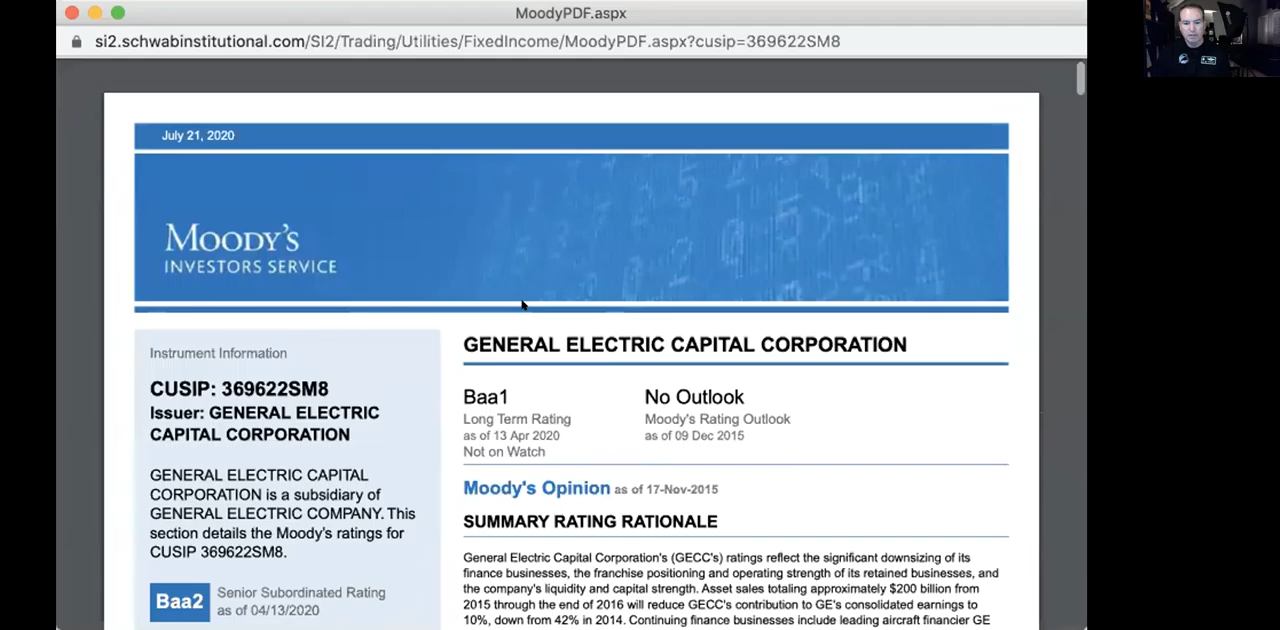 MoodyPDF.aspx
si2.schwabinstitutional.com/SI2/Trading/Utilities/FixedIncome/MoodyPDF.aspx?cusip=369622SM8
July 21, 2020
MOODY'S
INVESTORS SERVICE
Instrument Information
CUSIP: 369622SM8
Issuer: GENERAL ELECTRIC
CAPITAL CORPORATION
GENERAL ELECTRIC CAPITAL
CORPORATION is a subsidiary of
GENERAL ELECTRIC COMPANY. This
section details the Moody's ratings for
CUSIP 369622SM8.
Baa2
Senior Subordinated Rating
as of 04/13/2020
GENERAL ELECTRIC CAPITAL CORPORATION
Baa1
Long Term Rating
as of 13 Apr 2020
Not on Watch
No Outlook
Moody's Rating Outlook
as of 09 Dec 2015
Moody's Opinion as of 17-Nov-2015
SUMMARY RATING RATIONALE
General Electric Capital Corporation's (GECC's) ratings reflect the significant downsizing of its
finance businesses, the franchise positioning and operating strength of its retained businesses, and
the company's liquidity and capital strength. Asset sales totaling approximately $200 billion from
2015 through the end of 2016 will reduce GECC's contribution to GE's consolidated earnings to
10%, down from 42% in 2014. Continuing finance businesses include leading aircraft financier GE